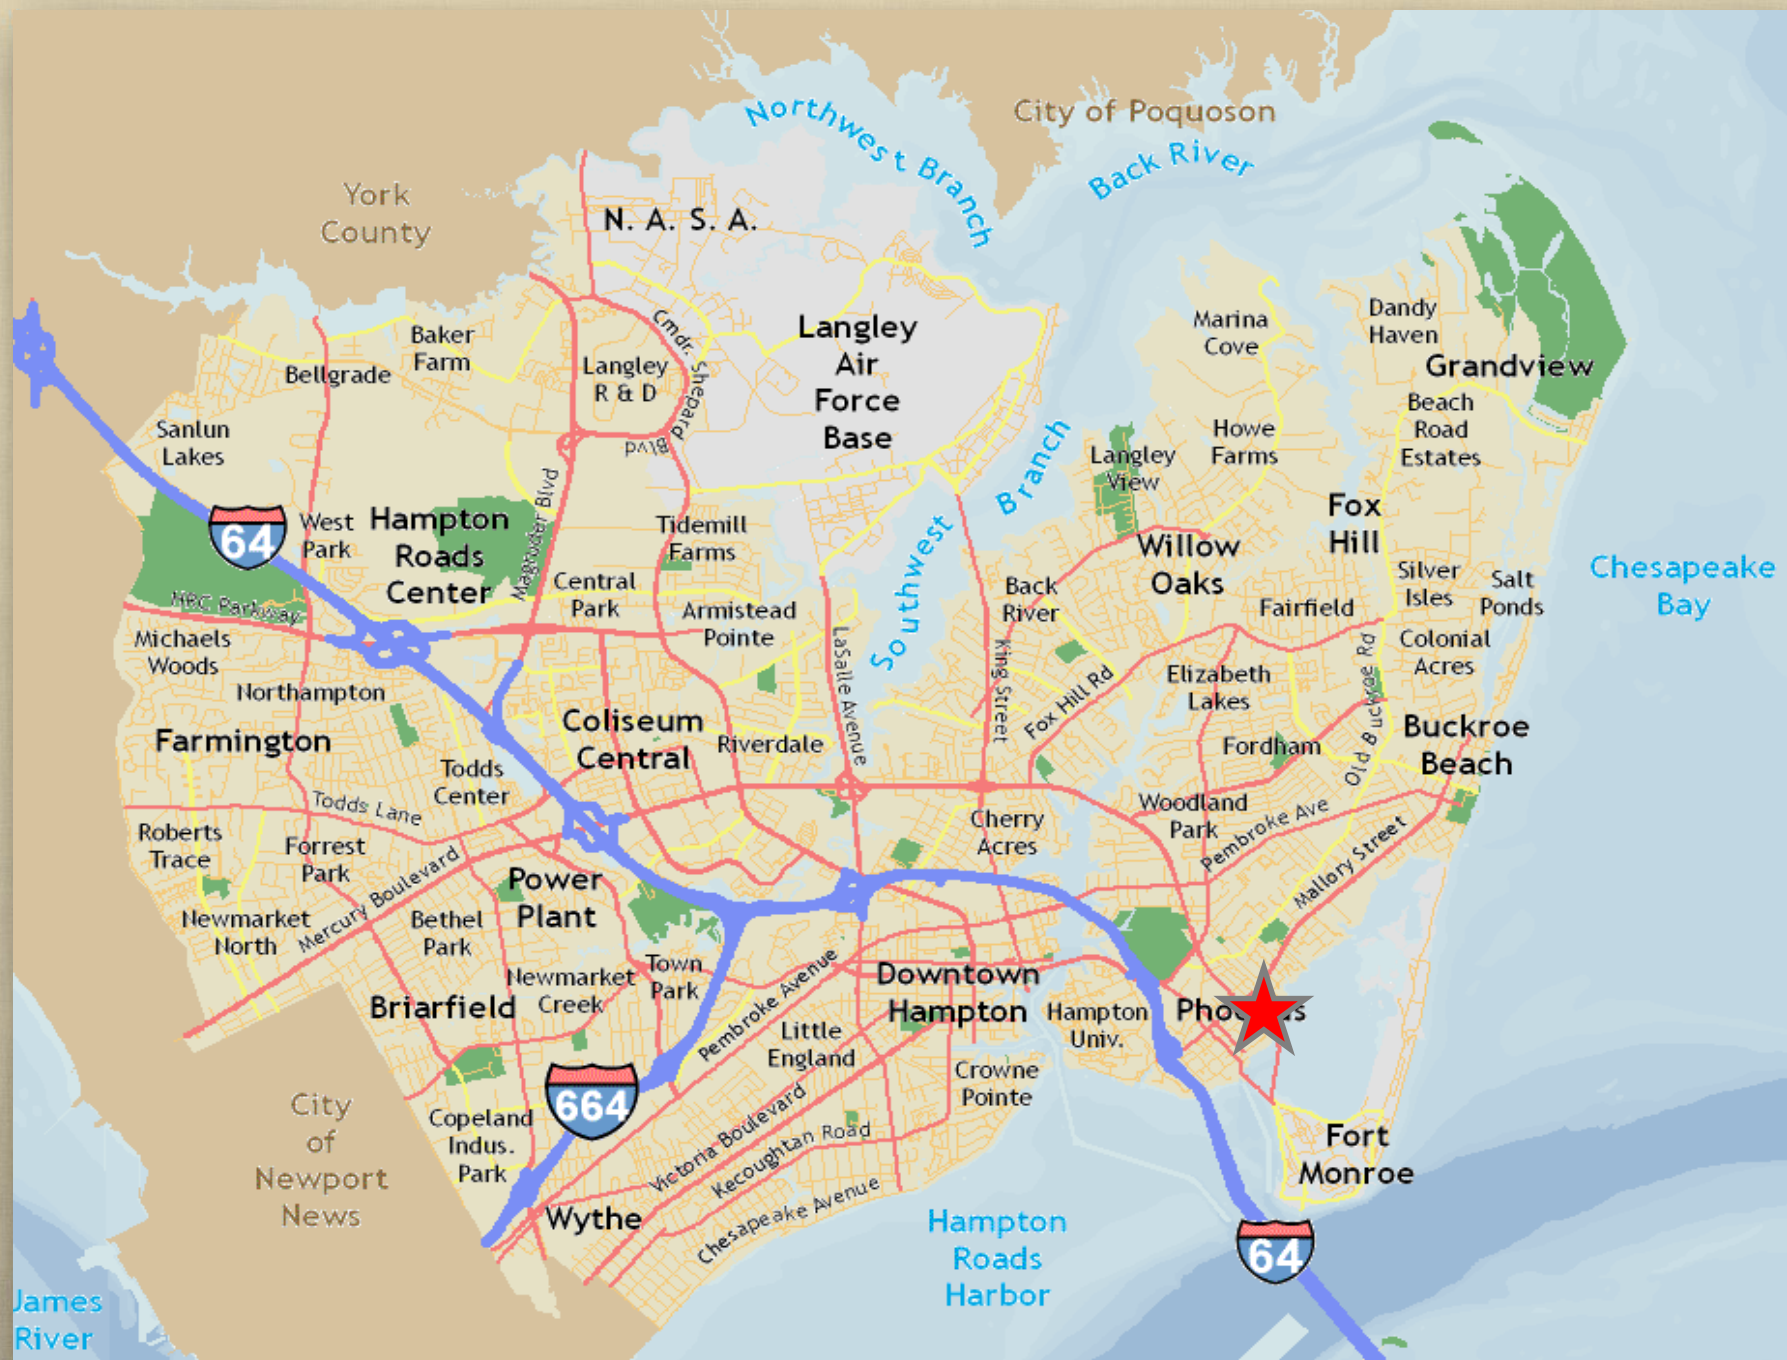 City of Poquoson
Northwest Branch
Back River
York
County
N. A. S. A.
Cmdr. Shepard Blvd
Langley
Air
Force
Base
Baker
Farm
Bellgrade
Langley
R & D
Marina
Cove
Dandy
Haven
Grandview
Sanlun
Lakes
Beach
Road
Estates
Howe
Farms
Langley
View
Southwest Branch
64
West
Park
Hampton
Roads
Center
Magruder Blvd
Tidemill
Farms
Fox
Hill
Willow
Oaks
Chesapeake
Bay
Silver
Isles
Salt
Ponds
Central
Park
Back
River
Fairfield
HRC Parkway
Armistead
Pointe
Michaels
Woods
Colonial
Acres
LaSalle Avenue
King Street
Fox Hill Rd
Old Buckroe Rd
Elizabeth
Lakes
Northampton
Farmington
Coliseum
Central
Riverdale
Fordham
Buckroe
Beach
Todds
Center
Todds Lane
Woodland
Park
Cherry
Acres
Pembroke Ave
Mallory Street
Roberts
Trace
Forrest
Park
Mercury Boulevard
Power
Plant
Newmarket
North
Bethel
Park
Newmarket
Creek
Town
Park
Pembroke Avenue
Downtown
Hampton
Hampton
Univ.
Briarfield
Little
England
Crowne
Pointe
664
City
of
Newport
News
Copeland
Indus.
Park
Victoria Boulevard
Kecoughtan Road
Chesapeake Avenue
Fort
Monroe
Wythe
Hampton
Roads
Harbor
64
James
River